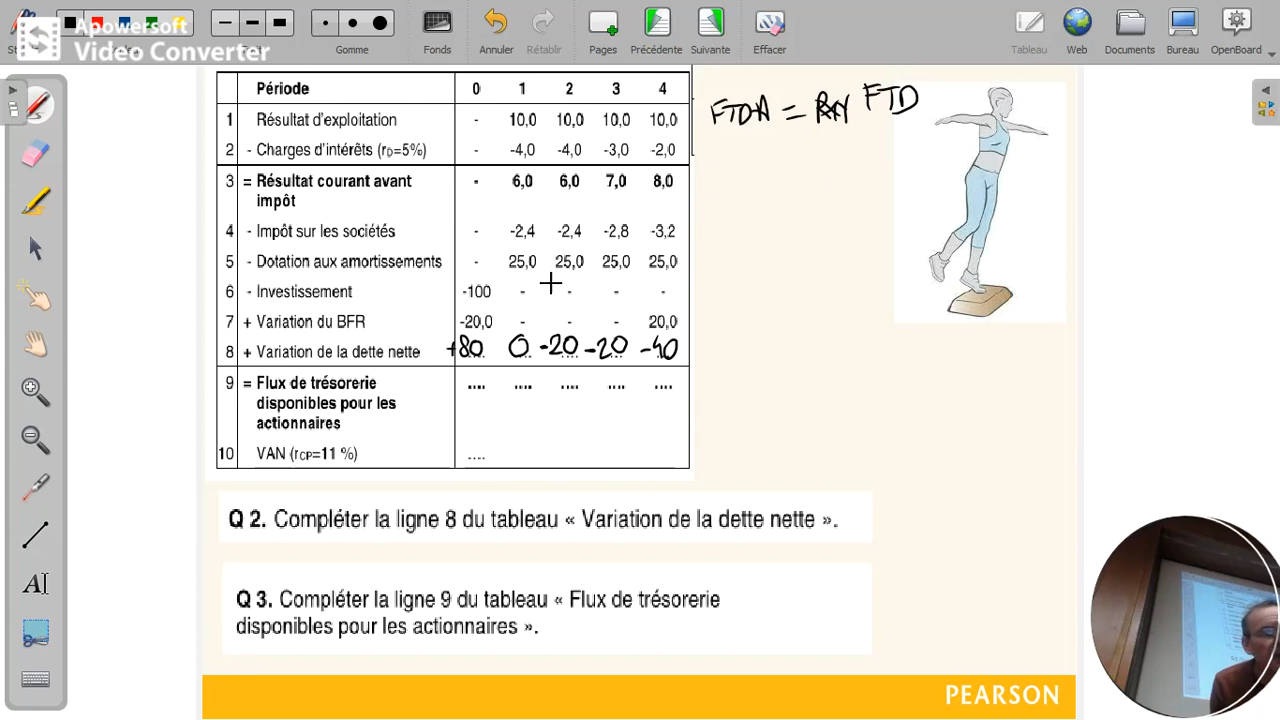 Apowersoft
Video Converter
Gomme
Fonds
Annuler
Rétablir
Pages
Précédente
Suivante
Effacer
Tableau
Web
Documents
Bureau
OpenBoard
Période 0 1 2 3 4
1 Résultat d'exploitation - 10,0 10,0 10,0 10,0
2 - Charges d'intérêts (rD=5%) - -4,0 -4,0 -3,0 -2,0
3 = Résultat courant avant impôt - 6,0 6,0 7,0 8,0
4 - Impôt sur les sociétés - -2,4 -2,4 -2,8 -3,2
5 - Dotation aux amortissements - 25,0 25,0 25,0 25,0
6 - Investissement -100 - - - -
7 + Variation du BFR -20,0 - - - 20,0
8 + Variation de la dette nette +80 0 -20 -20 -40
9 = Flux de trésorerie .... .... .... .... ....
disponibles pour les
actionnaires
10 VAN (rCP=11 %) ....
FTDA = FTD
Q 2. Compléter la ligne 8 du tableau « Variation de la dette nette ».
Q 3. Compléter la ligne 9 du tableau « Flux de trésorerie
disponibles pour les actionnaires ».
PEARSON